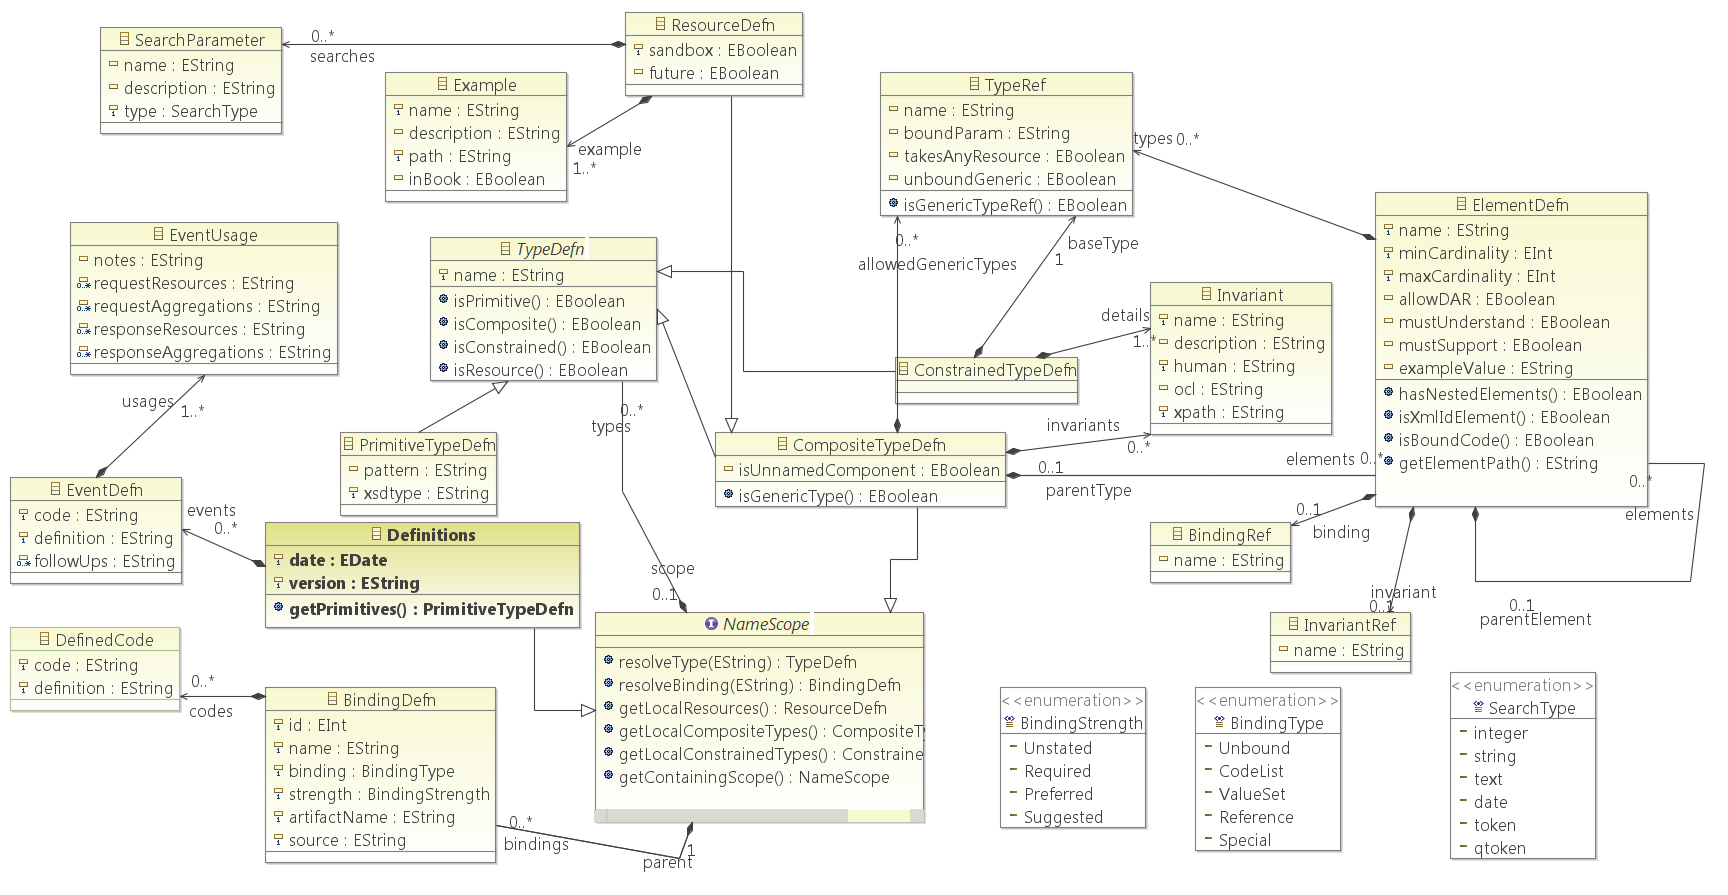 SearchParameter
name : EString
description : EString
type : SearchType
0..*
searches
ResourceDefn
sandbox : EBoolean
future : EBoolean
Example
name : EString
description : EString
path : EString
inBook : EBoolean
example
1..*
TypeRef
name : EString
boundParam : EString
takesAnyResource : EBoolean
unboundGeneric : EBoolean
isGenericTypeRef() : EBoolean
types 0..*
ElementDefn
name : EString
minCardinality : EInt
maxCardinality : EInt
allowDAR : EBoolean
mustUnderstand : EBoolean
mustSupport : EBoolean
exampleValue : EString
hasNestedElements() : EBoolean
isXmlIdElement() : EBoolean
isBoundCode() : EBoolean
getElementPath() : EString
EventUsage
notes : EString
requestResources : EString
requestAggregations : EString
responseResources : EString
responseAggregations : EString
TypeDefn
name : EString
isPrimitive() : EBoolean
isComposite() : EBoolean
isConstrained() : EBoolean
isResource() : EBoolean
0..*
allowedGenericTypes
baseType
1
Invariant
name : EString
description : EString
human : EString
ocl : EString
xpath : EString
details
1..*
ConstrainedTypeDefn
usages
1..*
0..*
types
PrimitiveTypeDefn
pattern : EString
xsdtype : EString
CompositeTypeDefn
isUnnamedComponent : EBoolean
isGenericType() : EBoolean
invariants
0..*
0..1
parentType
elements 0..*
0..*
elements
0..1
parentElement
EventDefn
code : EString
definition : EString
followUps : EString
events
0..*
Definitions
date : EDate
version : EString
getPrimitives() : PrimitiveTypeDefn
0..1
binding
BindingRef
name : EString
invariant
0..1
InvariantRef
name : EString
scope
0..1
NameScope
resolveType(EString) : TypeDefn
resolveBinding(EString) : BindingDefn
getLocalResources() : ResourceDefn
getLocalCompositeTypes() : CompositeTy
getLocalConstrainedTypes() : Constraine
getContainingScope() : NameScope
DefinedCode
code : EString
definition : EString
0..*
codes
BindingDefn
id : EInt
name : EString
binding : BindingType
strength : BindingStrength
artifactName : EString
source : EString
0..*
bindings
1
parent
<<enumeration>>
BindingStrength
Unstated
Required
Preferred
Suggested
<<enumeration>>
BindingType
Unbound
CodeList
ValueSet
Reference
Special
<<enumeration>>
SearchType
integer
string
text
date
token
qtoken